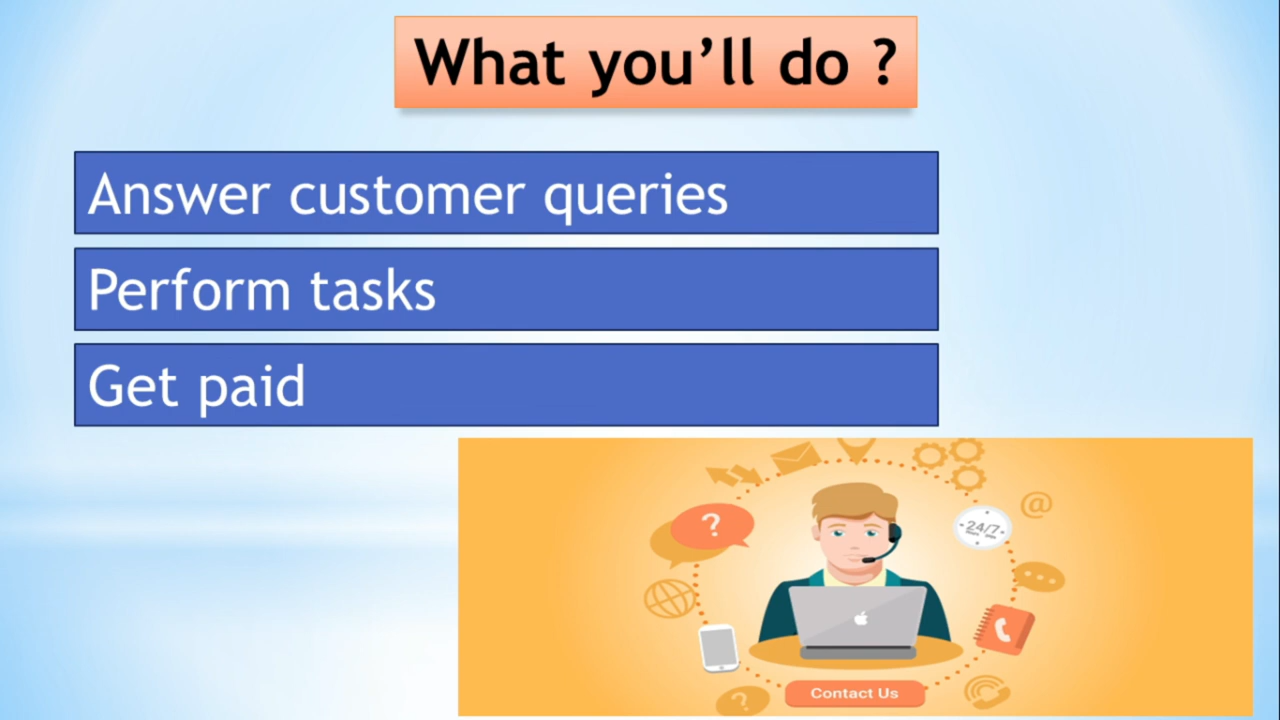 What you’ll do ?
Answer customer queries
Perform tasks
Get paid
?
@
24/7
Contact Us
?